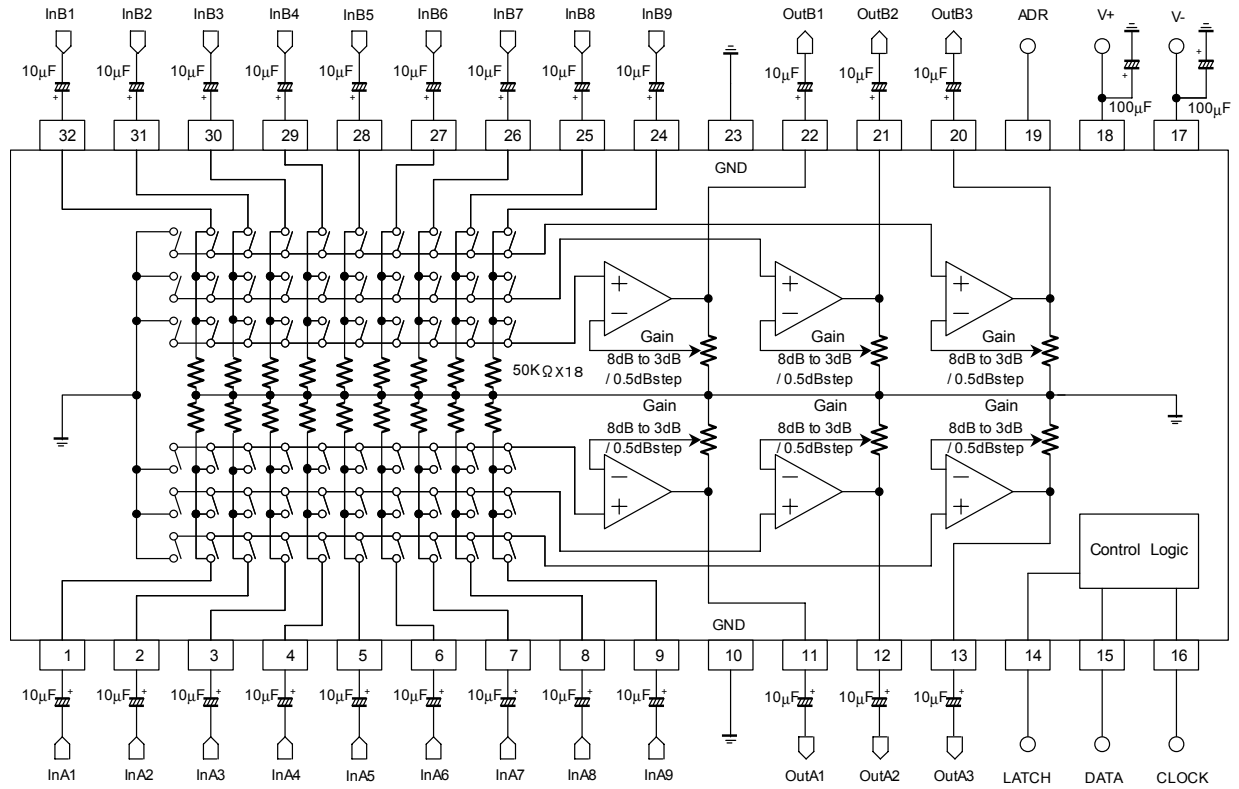 InB1 InB2 InB3 InB4 InB5 InB6 InB7 InB8 InB9 OutB1 OutB2 OutB3 ADR V+ V-
10μF 10μF 10μF 10μF 10μF 10μF 10μF 10μF 10μF 10μF 10μF 10μF
+ + + + + + + + + + + + + +
100μF 100μF
32 31 30 29 28 27 26 25 24 23 22 21 20 19 18 17
GND
+ + +
− − −
Gain Gain Gain
8dB to 3dB 8dB to 3dB 8dB to 3dB
/ 0.5dBstep / 0.5dBstep / 0.5dBstep
50KΩX18
Gain Gain Gain
8dB to 3dB 8dB to 3dB 8dB to 3dB
/ 0.5dBstep / 0.5dBstep / 0.5dBstep
− − −
+ + +
Control Logic
GND
1 2 3 4 5 6 7 8 9 10 11 12 13 14 15 16
+ + + + + + + + + + + +
10μF 10μF 10μF 10μF 10μF 10μF 10μF 10μF 10μF 10μF 10μF 10μF
InA1 InA2 InA3 InA4 InA5 InA6 InA7 InA8 InA9 OutA1 OutA2 OutA3 LATCH DATA CLOCK